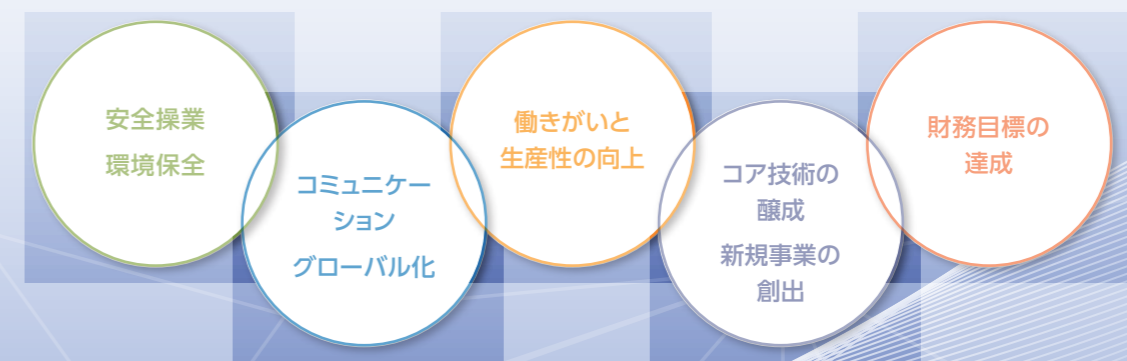 安全操業
環境保全
コミュニケー
ション
グローバル化
働きがいと
生産性の向上
コア技術の
醸成
新規事業の
創出
財務目標の
達成